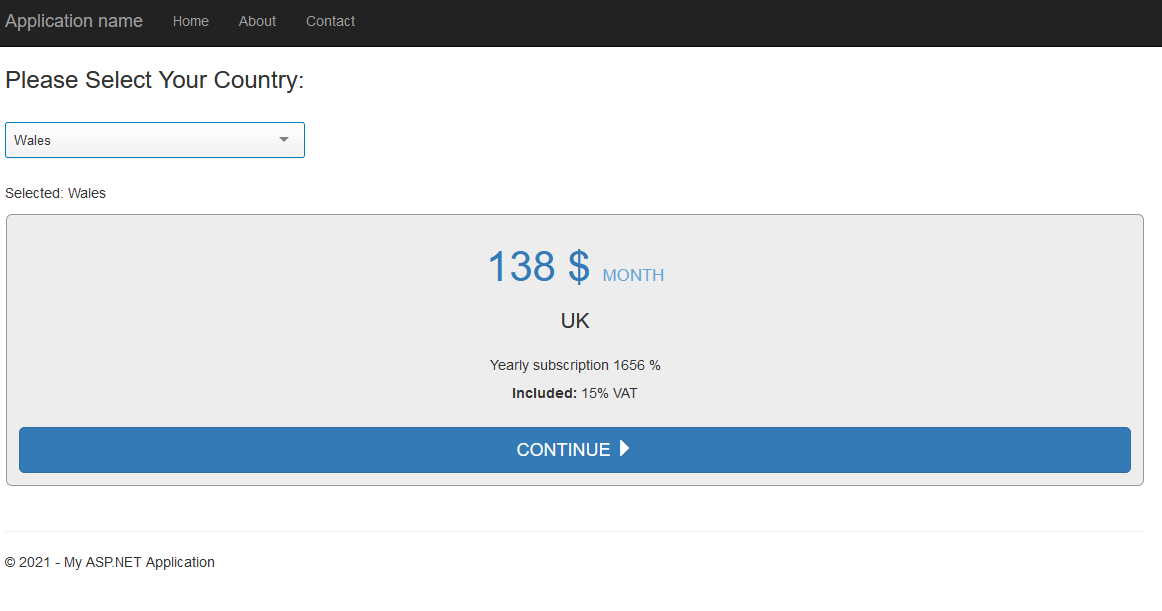 Application name Home About Contact
Please Select Your Country:
Wales
Selected: Wales
138 $ MONTH
UK
Yearly subscription 1656 %
Included: 15% VAT
CONTINUE
© 2021 - My ASP.NET Application